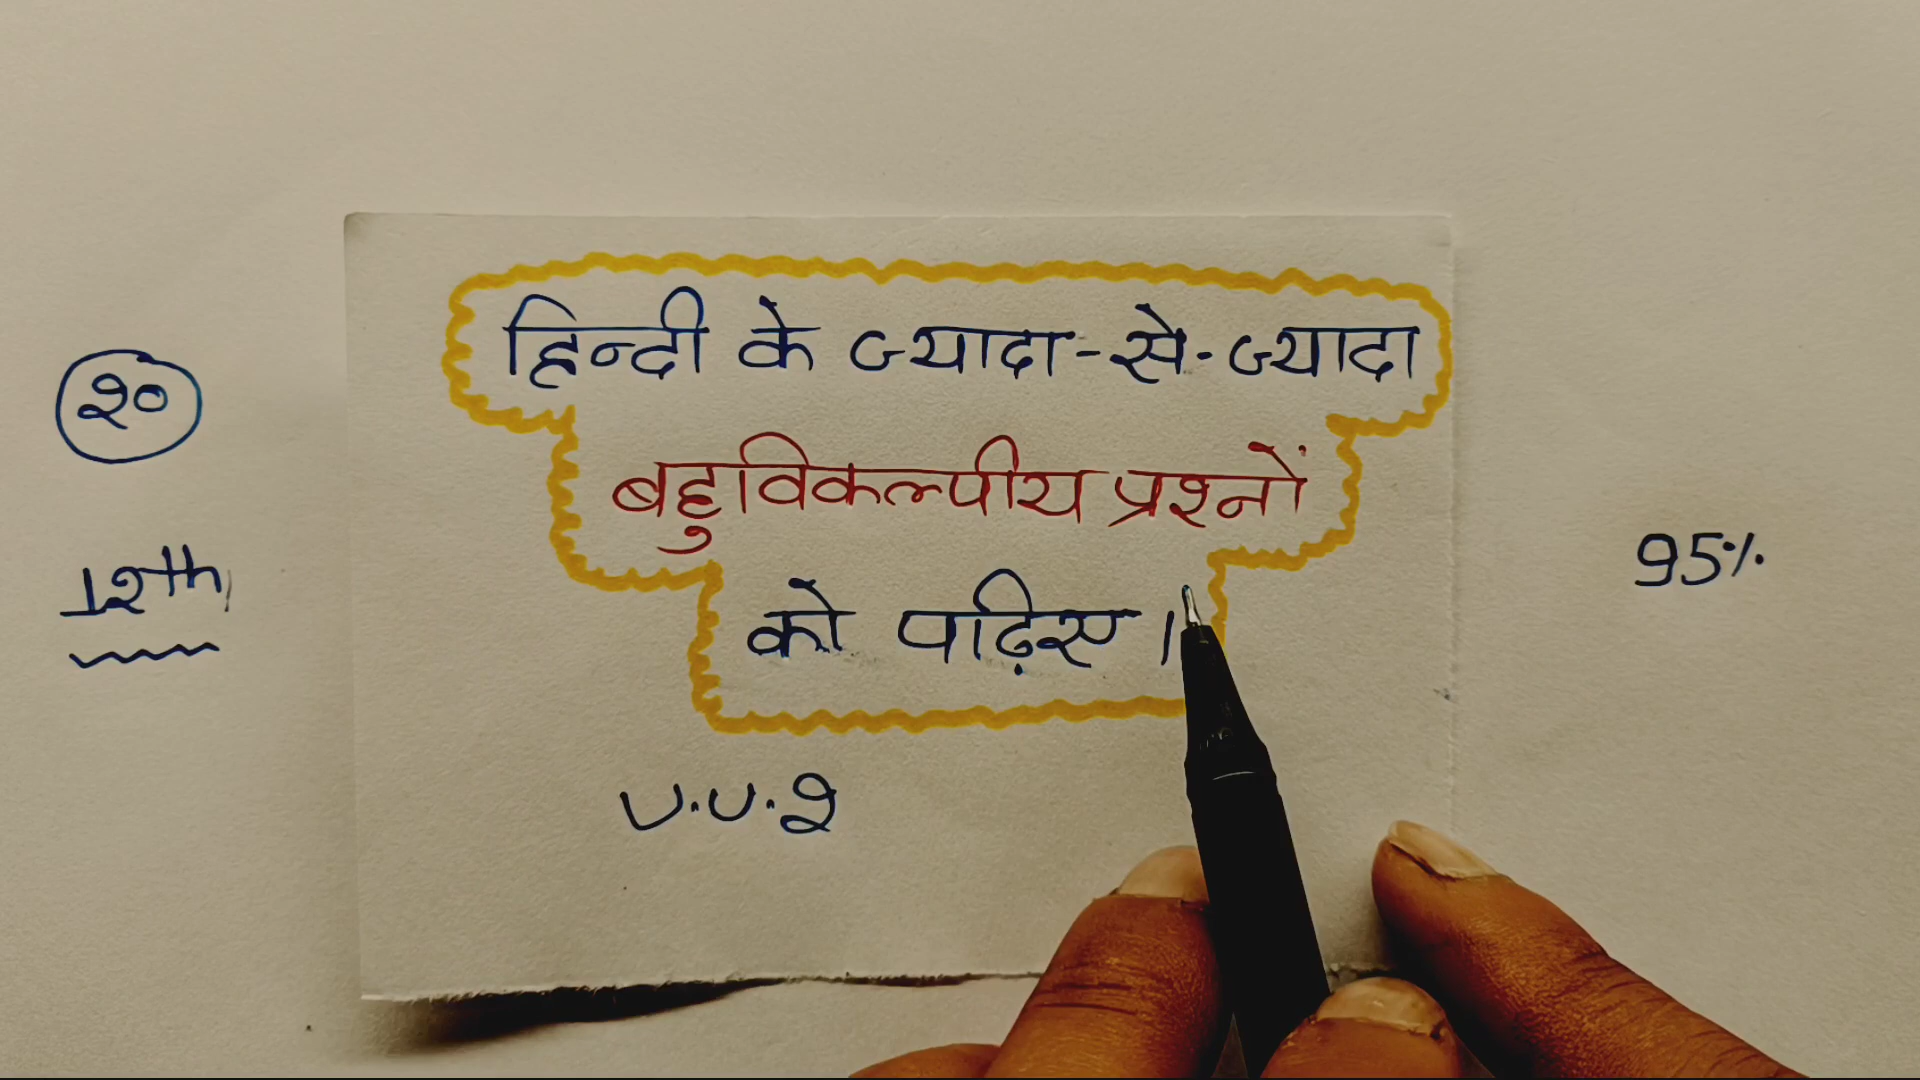 हिन्दी के ज्यादा-से-ज्यादा
बहुविकल्पीय प्रश्नों
को पढ़िए।
२०
12th
95%